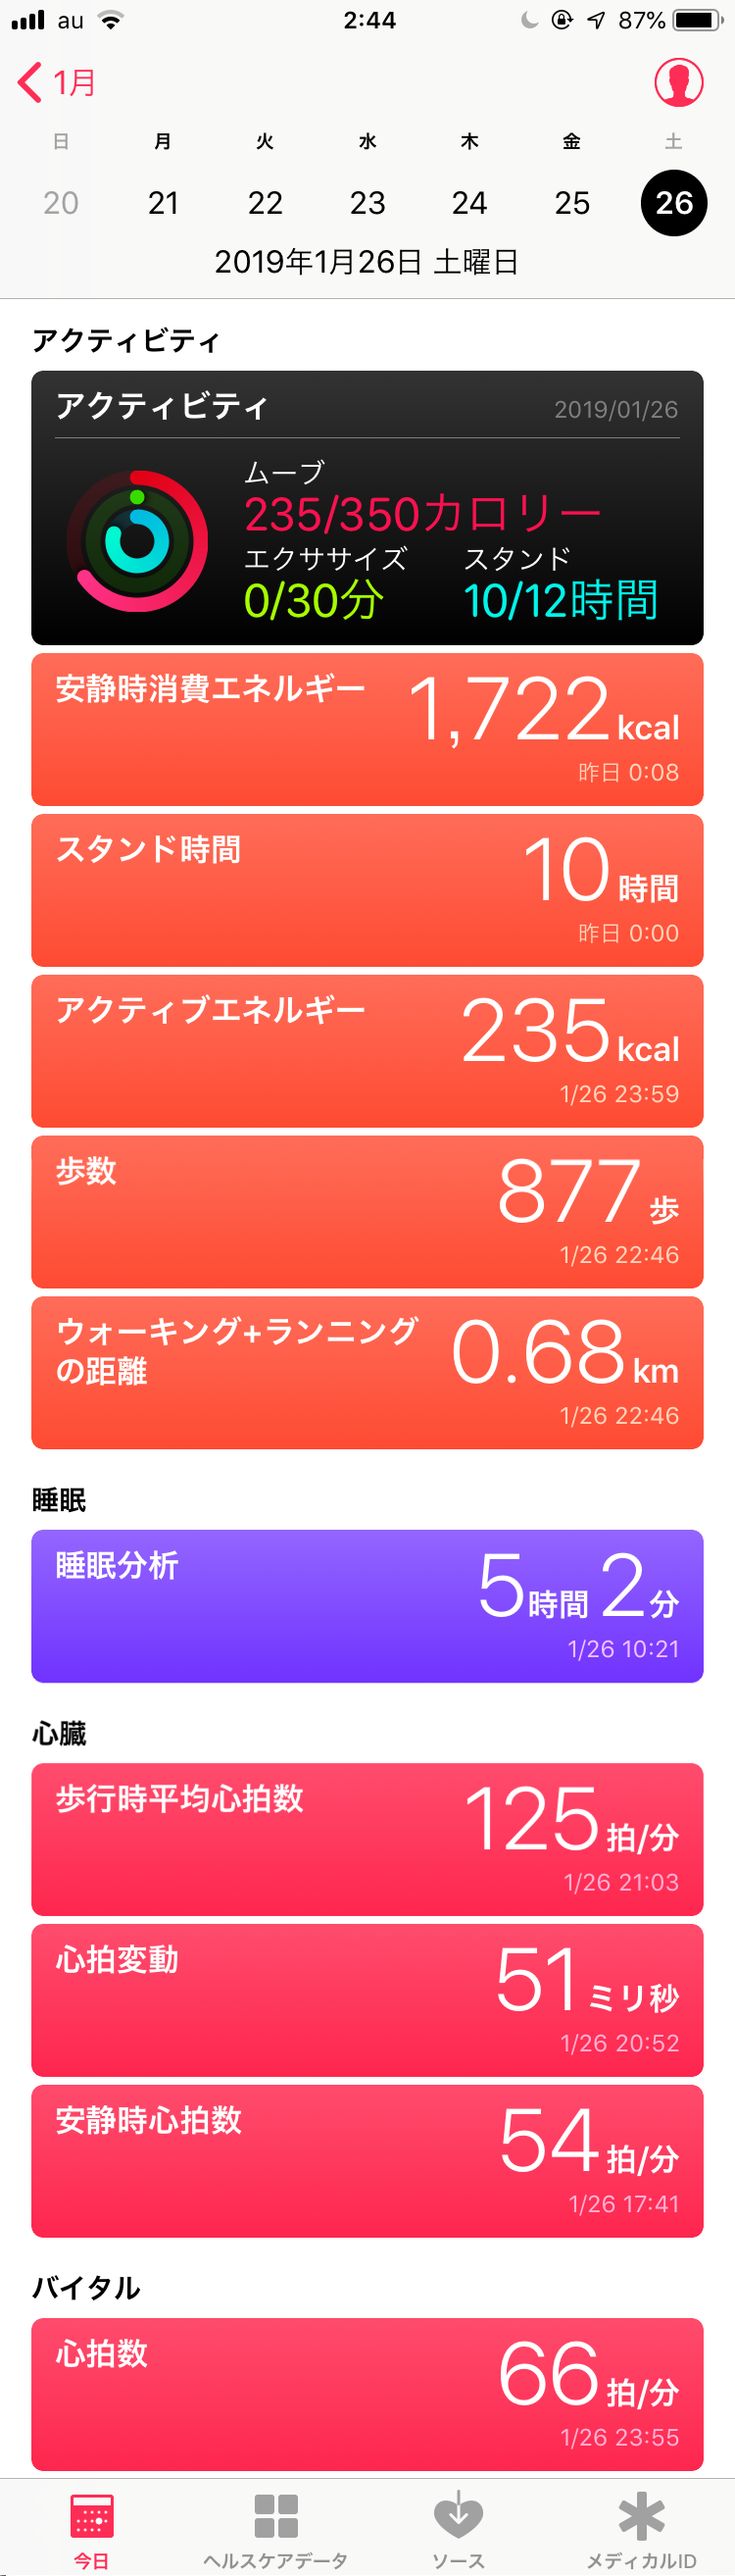 au 2:44 87%
1月
日 月 火 水 木 金 土
20 21 22 23 24 25 26
2019年1月26日 土曜日
アクティビティ
アクティビティ 2019/01/26
ムーブ
235/350カロリー
エクササイズ スタンド
0/30分 10/12時間
安静時消費エネルギー 1,722 kcal
昨日 0:08
スタンド時間 10 時間
昨日 0:00
アクティブエネルギー 235 kcal
1/26 23:59
歩数 877 歩
1/26 22:46
ウォーキング+ランニング
の距離 0.68 km
1/26 22:46
睡眠
睡眠分析 5時間 2分
1/26 10:21
心臓
歩行時平均心拍数 125 拍/分
1/26 21:03
心拍変動 51 ミリ秒
1/26 20:52
安静時心拍数 54 拍/分
1/26 17:41
バイタル
心拍数 66 拍/分
1/26 23:55
今日 ヘルスケアデータ ソース メディカルID